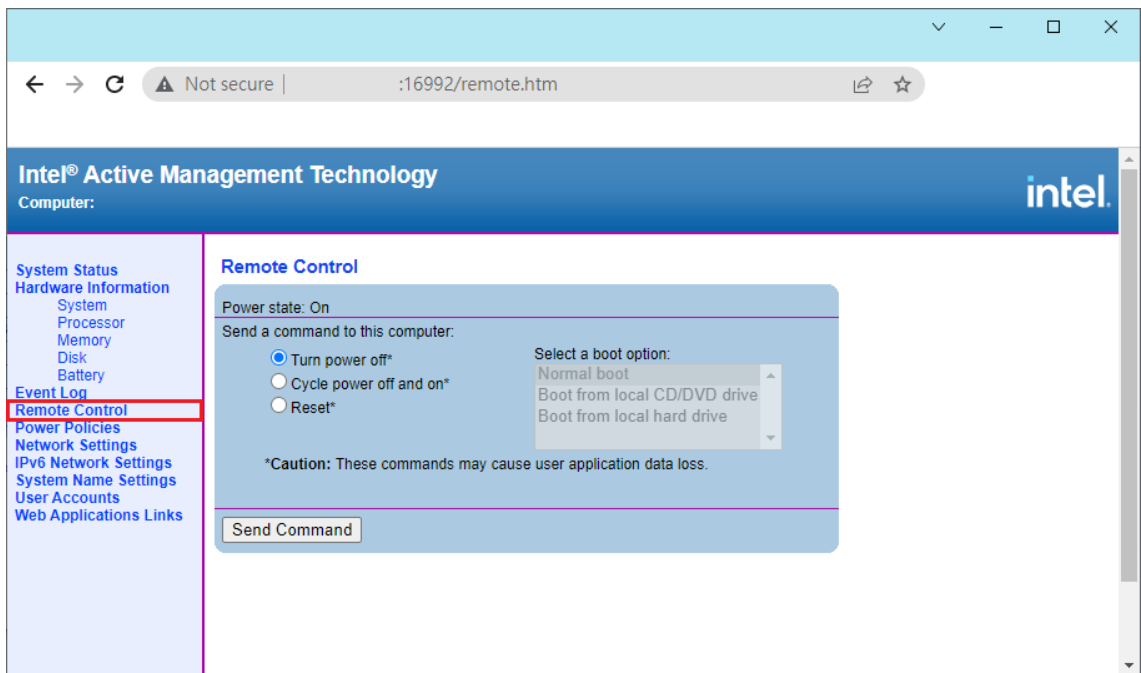 Not secure | :16992/remote.htm
Intel® Active Management Technology
Computer:
intel.
System Status
Hardware Information
System
Processor
Memory
Disk
Battery
Event Log
Remote Control
Power Policies
Network Settings
IPv6 Network Settings
System Name Settings
User Accounts
Web Applications Links
Remote Control
Power state: On
Send a command to this computer:
Turn power off*
Cycle power off and on*
Reset*
Select a boot option:
Normal boot
Boot from local CD/DVD drive
Boot from local hard drive
*Caution: These commands may cause user application data loss.
Send Command